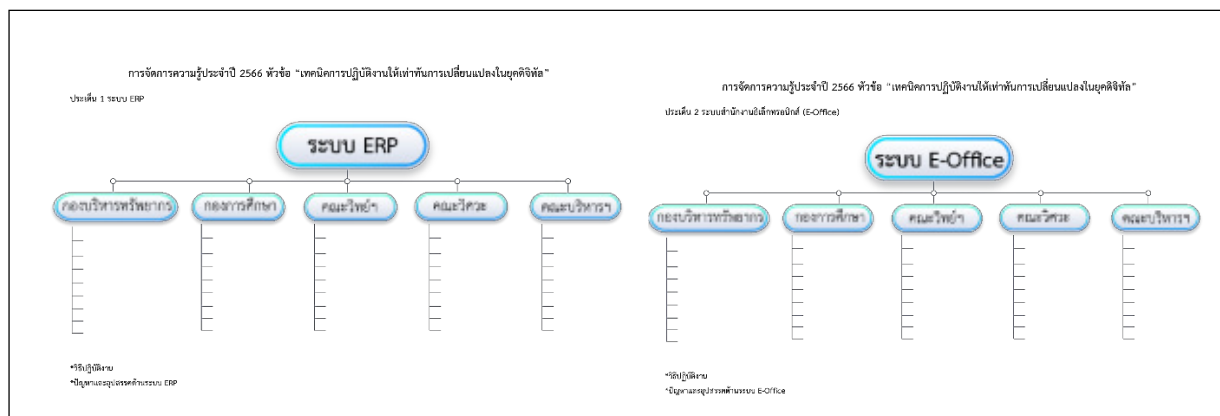 การจัดการความรู้ประจำปี 2566 หัวข้อ "เทคนิคการปฏิบัติงานให้เท่าทันการเปลี่ยนแปลงในยุคดิจิทัล"
ประเด็น 1 ระบบ ERP
ระบบ ERP
กองบริหารทรัพยากร
กองการศึกษา
คณะวิทย์ฯ
คณะวิศวะ
คณะบริหารฯ
*วิธีปฏิบัติงาน
*ปัญหาและอุปสรรคด้านระบบ ERP
การจัดการความรู้ประจำปี 2566 หัวข้อ "เทคนิคการปฏิบัติงานให้เท่าทันการเปลี่ยนแปลงในยุคดิจิทัล"
ประเด็น 2 ระบบสำนักงานอิเล็กทรอนิกส์ (E-Office)
ระบบ E-Office
กองบริหารทรัพยากร
กองการศึกษา
คณะวิทย์ฯ
คณะวิศวะ
คณะบริหารฯ
*วิธีปฏิบัติงาน
*ปัญหาและอุปสรรคด้านระบบ E-Office